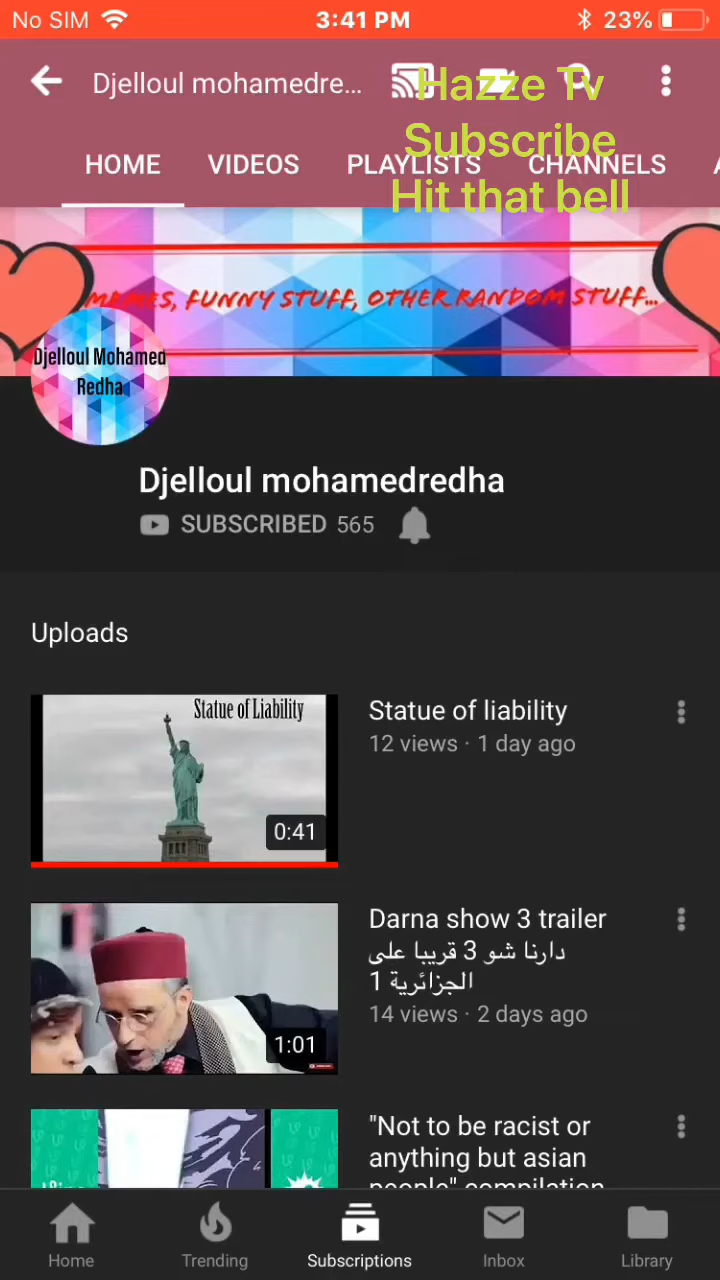 No SIM 3:41 PM 23%
Djelloul mohamedre...
Hazze Tv
Subscribe
Hit that bell
HOME VIDEOS PLAYLISTS CHANNELS
MEMES, FUNNY STUFF, OTHER RANDOM STUFF...
Djelloul Mohamed
Redha
Djelloul mohamedredha
SUBSCRIBED 565
Uploads
Statue of Liability
0:41
Statue of liability
12 views · 1 day ago
1:01
Darna show 3 trailer
دارنا شو 3 قريبا على
الجزائرية 1
14 views · 2 days ago
"Not to be racist or
anything but asian
people" compilation
Home Trending Subscriptions Inbox Library